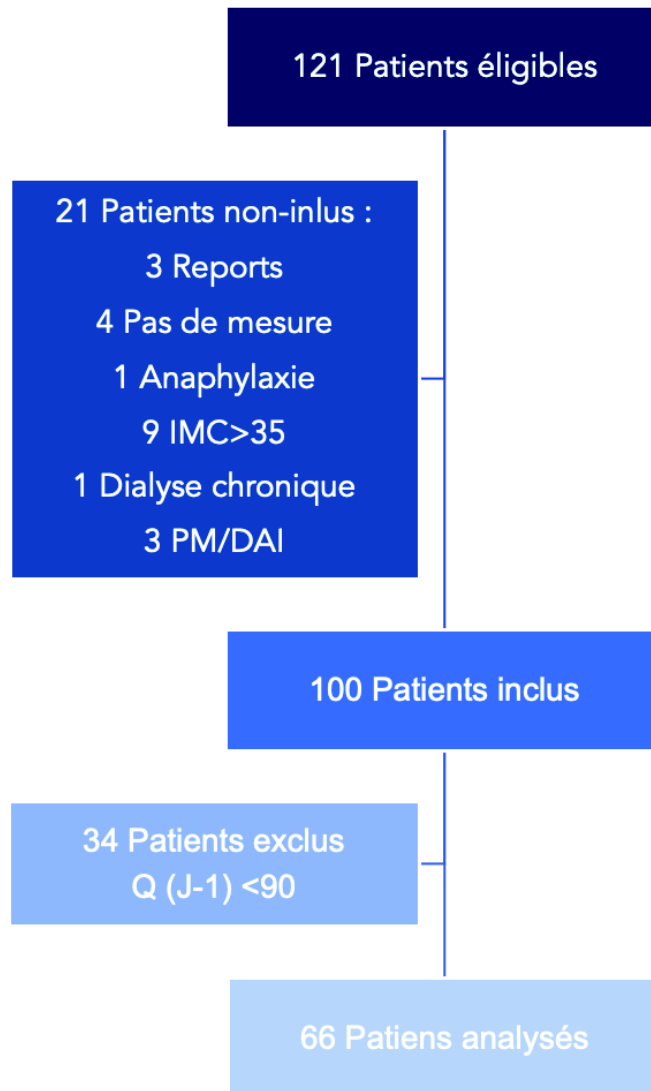 121 Patients éligibles
21 Patients non-inlus :
3 Reports
4 Pas de mesure
1 Anaphylaxie
9 IMC>35
1 Dialyse chronique
3 PM/DAI
100 Patients inclus
34 Patients exclus
Q (J-1) <90
66 Patiens analysés